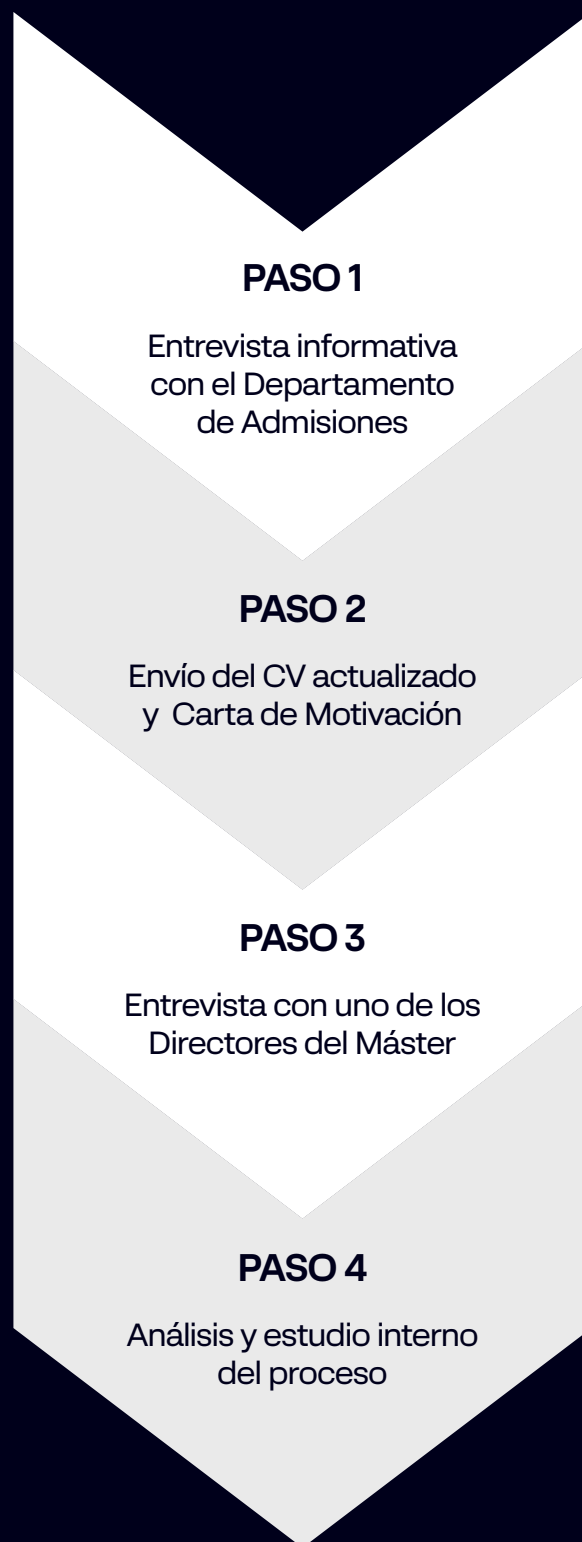 PASO 1
Entrevista informativa
con el Departamento
de Admisiones
PASO 2
Envío del CV actualizado
y  Carta de Motivación
PASO 3
Entrevista con uno de los
Directores del Máster
PASO 4
Análisis y estudio interno
del proceso